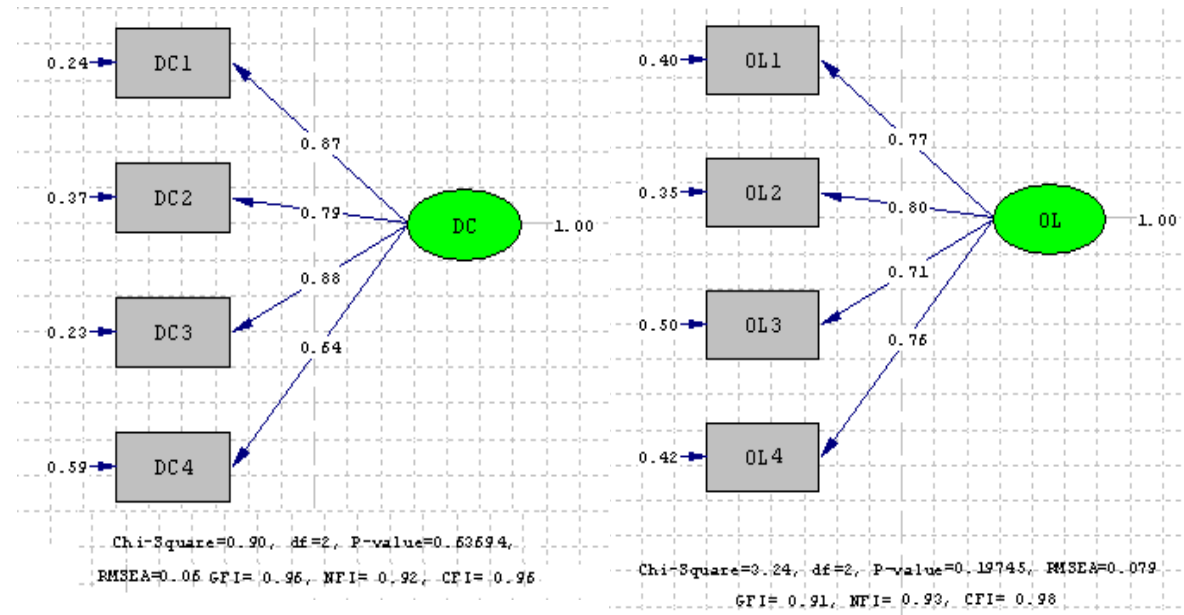 0.24
DC1
0.87
0.37
DC2
0.79
DC
1.00
0.88
0.23
DC3
0.64
0.59
DC4
Chi-Square=0.90, df=2, P-value=0.63694,
RMSEA=0.06 GFI= 0.96, NFI= 0.92, CFI= 0.96
0.40
OL1
0.77
0.35
OL2
0.80
OL
1.00
0.71
0.50
OL3
0.76
0.42
OL4
Chi-Square=3.24, df=2, P-value=0.19745, RMSEA=0.079
GFI= 0.91, NFI= 0.93, CFI= 0.98